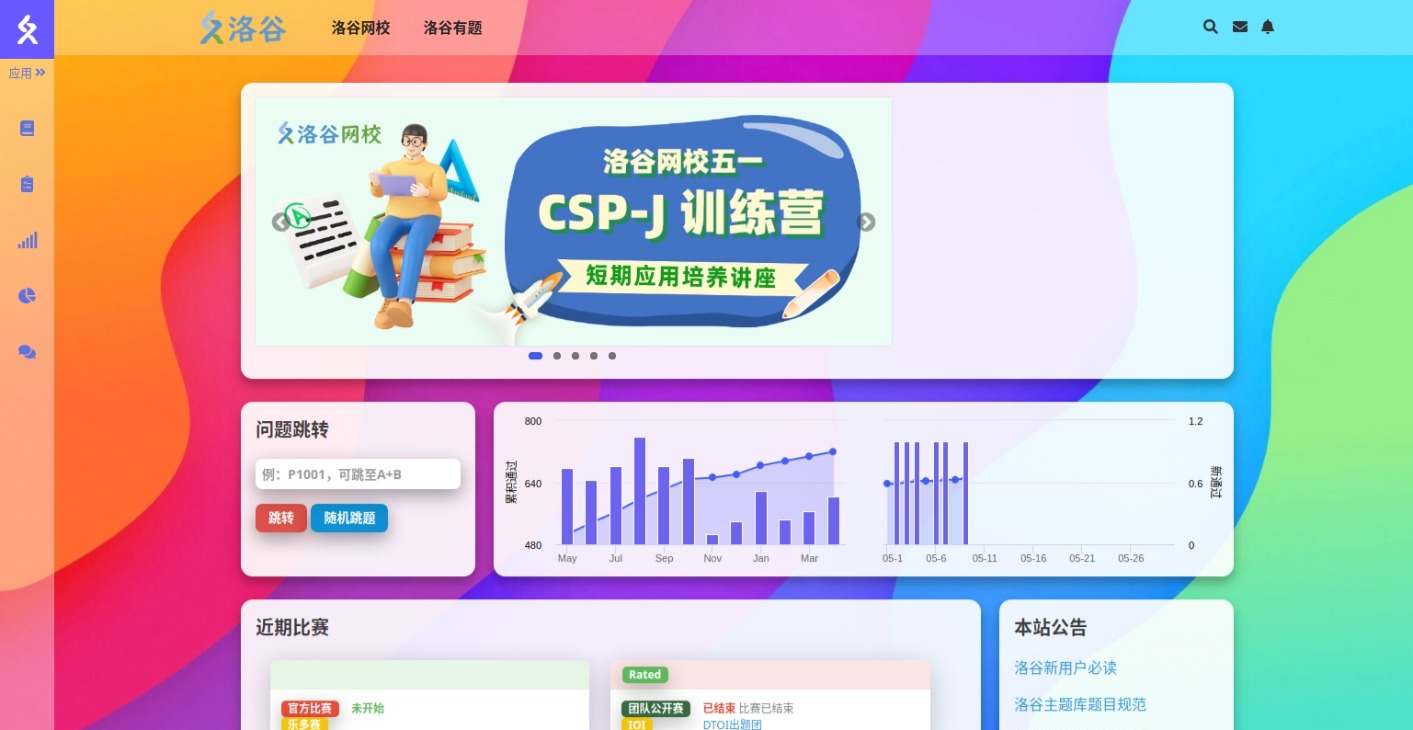 洛谷
洛谷网校
洛谷有题
应用
洛谷网校
洛谷网校五一
CSP-J 训练营
短期应用培养讲座
问题跳转
例：P1001，可跳至A+B
跳转
随机跳题
累积通过
800
640
480
May
Jul
Sep
Nov
Jan
Mar
05-1
05-6
05-11
05-16
05-21
05-26
1.2
0.6
0
新通过
近期比赛
官方比赛
未开始
乐多赛
Rated
团队公开赛
已结束 比赛已结束
IOI
DTOI出题团
本站公告
洛谷新用户必读
洛谷主题库题目规范